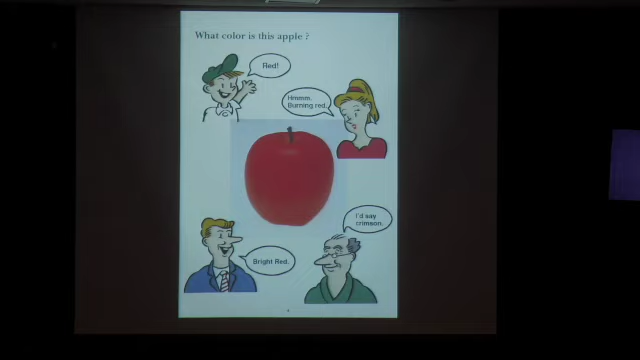 What color is this apple ?
Red!
Hmmm.
Burning red.
I'd say
crimson.
Bright Red.